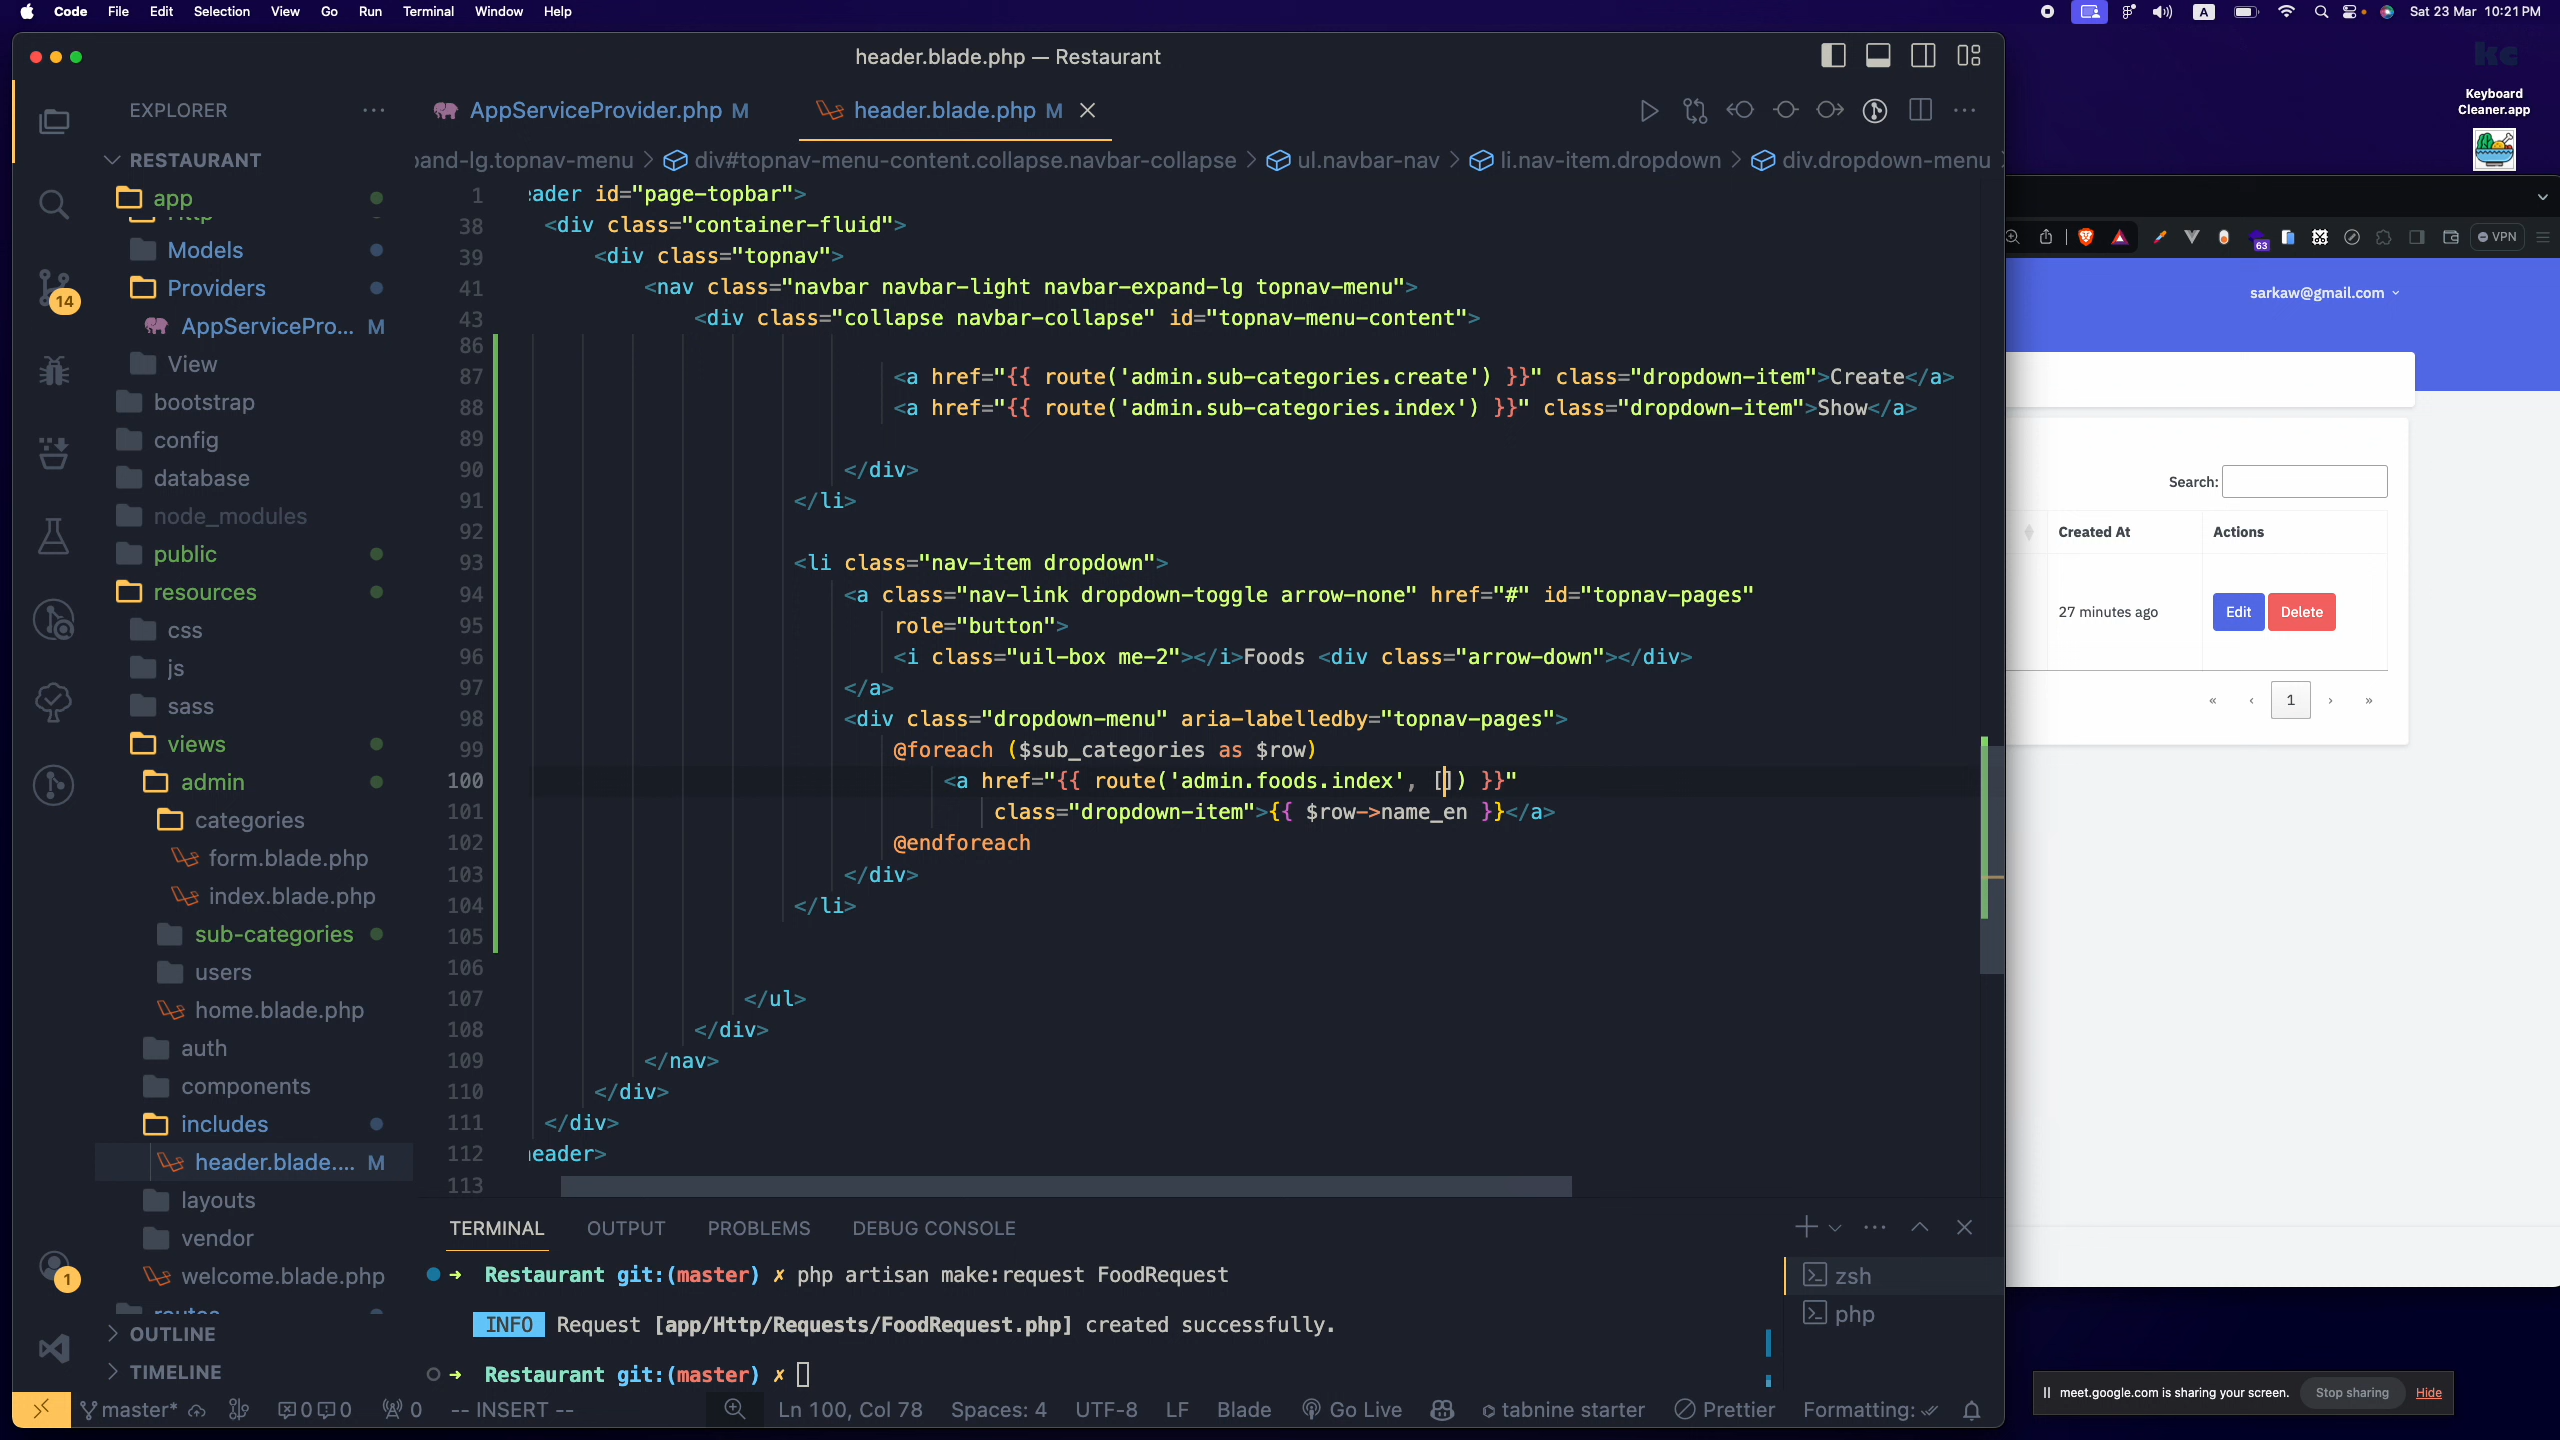 Code File Edit Selection View Go Run Terminal Window Help
A
Sat 23 Mar 10:21 PM
kc
Keyboard
Cleaner.app
header.blade.php — Restaurant
EXPLORER
RESTAURANT
app
Models
Providers
AppServicePro... M
View
bootstrap
config
database
node_modules
public
resources
css
js
sass
views
admin
categories
form.blade.php
index.blade.php
sub-categories
users
home.blade.php
auth
components
includes
header.blade.... M
layouts
vendor
welcome.blade.php
OUTLINE
TIMELINE
14
1
AppServiceProvider.php M
header.blade.php M
and-lg.topnav-menu > div#topnav-menu-content.collapse.navbar-collapse > ul.navbar-nav > li.nav-item.dropdown > div.dropdown-menu
1 eader id="page-topbar">
38 <div class="container-fluid">
39 <div class="topnav">
41 <nav class="navbar navbar-light navbar-expand-lg topnav-menu">
43 <div class="collapse navbar-collapse" id="topnav-menu-content">
86
87 <a href="{{ route('admin.sub-categories.create') }}" class="dropdown-item">Create</a>
88 <a href="{{ route('admin.sub-categories.index') }}" class="dropdown-item">Show</a>
89
90 </div>
91 </li>
92
93 <li class="nav-item dropdown">
94 <a class="nav-link dropdown-toggle arrow-none" href="#" id="topnav-pages"
95 role="button">
96 <i class="uil-box me-2"></i>Foods <div class="arrow-down"></div>
97 </a>
98 <div class="dropdown-menu" aria-labelledby="topnav-pages">
99 @foreach ($sub_categories as $row)
100 <a href="{{ route('admin.foods.index', []) }}"
101 class="dropdown-item">{{ $row->name_en }}</a>
102 @endforeach
103 </div>
104 </li>
105
106
107 </ul>
108 </div>
109 </nav>
110 </div>
111 </div>
112 eader>
113
TERMINAL OUTPUT PROBLEMS DEBUG CONSOLE
➜ Restaurant git:(master) ✗ php artisan make:request FoodRequest
INFO Request [app/Http/Requests/FoodRequest.php] created successfully.
➜ Restaurant git:(master) ✗
zsh
php
master* 0 0 0 -- INSERT -- Ln 100, Col 78 Spaces: 4 UTF-8 LF Blade Go Live tabnine starter Prettier Formatting:
63
VPN
sarkaw@gmail.com
Search:
Created At Actions
27 minutes ago Edit Delete
« ‹ 1 › »
meet.google.com is sharing your screen. Stop sharing Hide